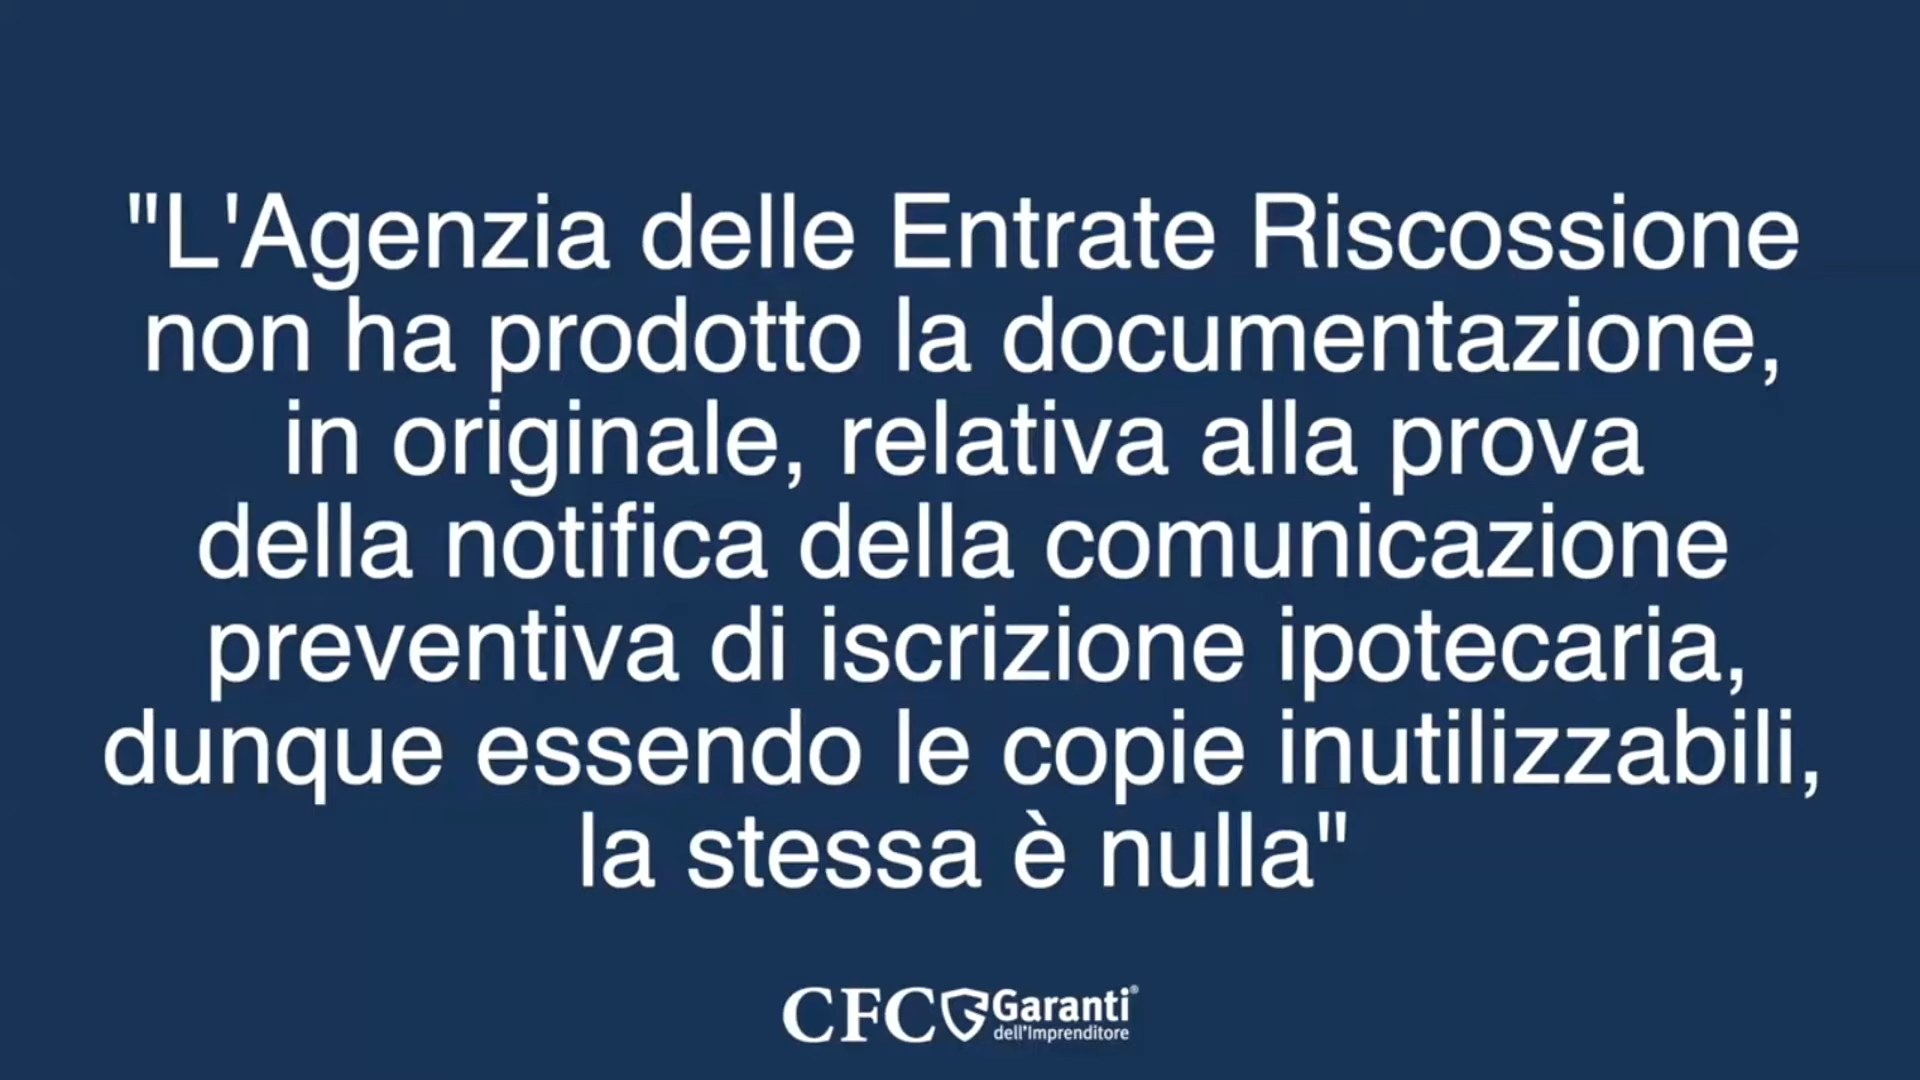 "L'Agenzia delle Entrate Riscossione
non ha prodotto la documentazione,
in originale, relativa alla prova
della notifica della comunicazione
preventiva di iscrizione ipotecaria,
dunque essendo le copie inutilizzabili,
la stessa è nulla"
CFC Garanti®
dell'Imprenditore